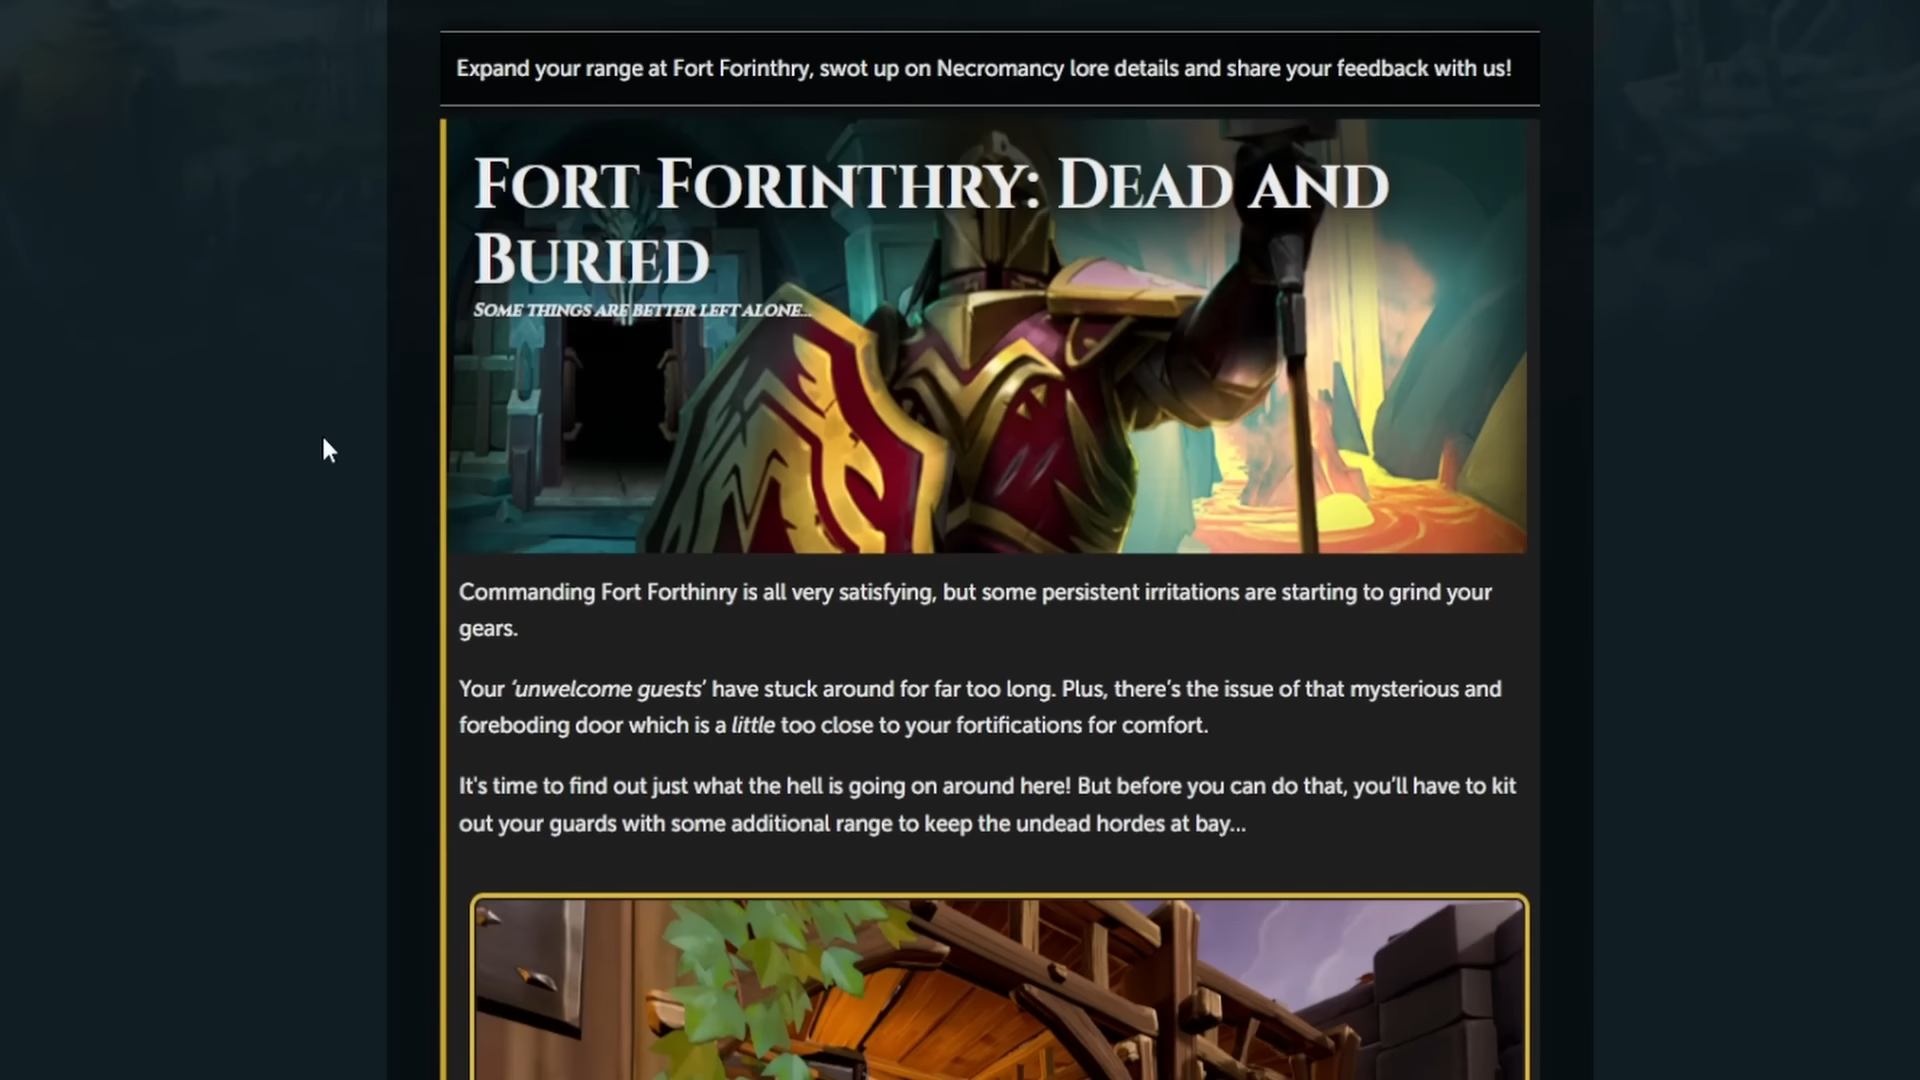 Expand your range at Fort Forinthry, swot up on Necromancy lore details and share your feedback with us!
FORT FORINTHRY: DEAD AND
BURIED
SOME THINGS ARE BETTER LEFT ALONE...
Commanding Fort Forthinry is all very satisfying, but some persistent irritations are starting to grind your
gears.
Your ‘unwelcome guests’ have stuck around for far too long. Plus, there’s the issue of that mysterious and
foreboding door which is a little too close to your fortifications for comfort.
It's time to find out just what the hell is going on around here! But before you can do that, you’ll have to kit
out your guards with some additional range to keep the undead hordes at bay...